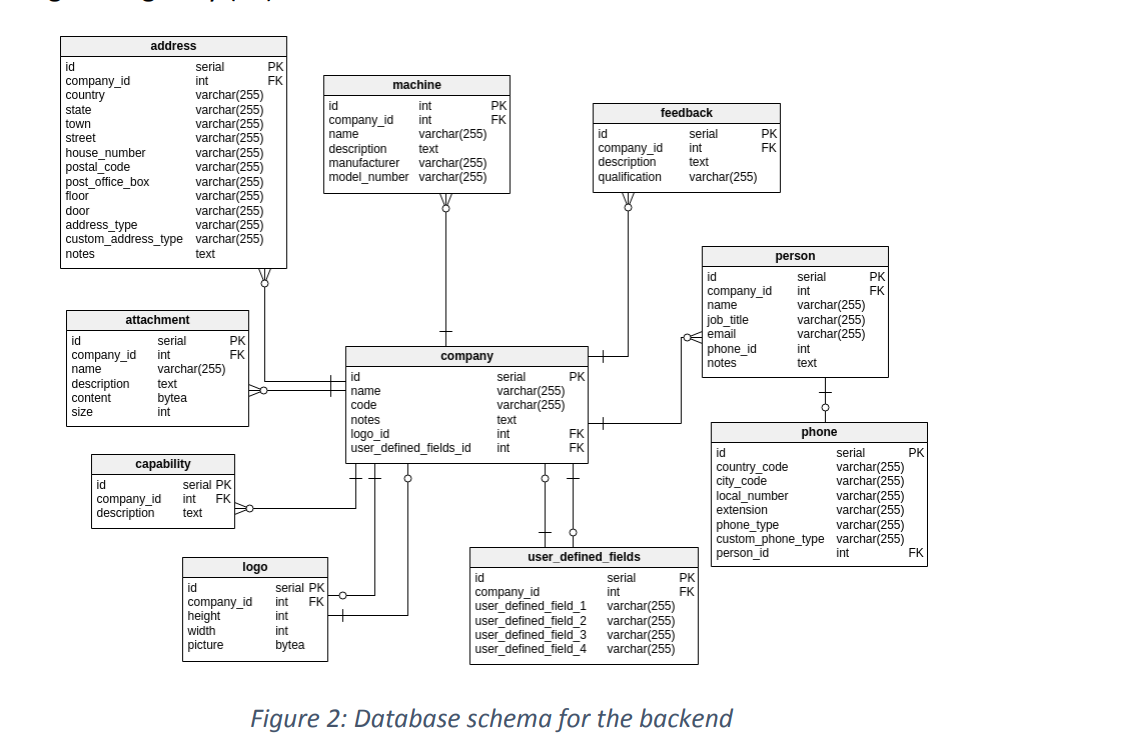 address
id serial PK
company_id int FK
country varchar(255)
state varchar(255)
town varchar(255)
street varchar(255)
house_number varchar(255)
postal_code varchar(255)
post_office_box varchar(255)
floor varchar(255)
door varchar(255)
address_type varchar(255)
custom_address_type varchar(255)
notes text
machine
id int PK
company_id int FK
name varchar(255)
description text
manufacturer varchar(255)
model_number varchar(255)
feedback
id serial PK
company_id int FK
description text
qualification varchar(255)
person
id serial PK
company_id int FK
name varchar(255)
job_title varchar(255)
email varchar(255)
phone_id int
notes text
attachment
id serial PK
company_id int FK
name varchar(255)
description text
content bytea
size int
company
id serial PK
name varchar(255)
code varchar(255)
notes text
logo_id int FK
user_defined_fields_id int FK
phone
id serial PK
country_code varchar(255)
city_code varchar(255)
local_number varchar(255)
extension varchar(255)
phone_type varchar(255)
custom_phone_type varchar(255)
person_id int FK
capability
id serial PK
company_id int FK
description text
logo
id serial PK
company_id int FK
height int
width int
picture bytea
user_defined_fields
id serial PK
company_id int FK
user_defined_field_1 varchar(255)
user_defined_field_2 varchar(255)
user_defined_field_3 varchar(255)
user_defined_field_4 varchar(255)
Figure 2: Database schema for the backend